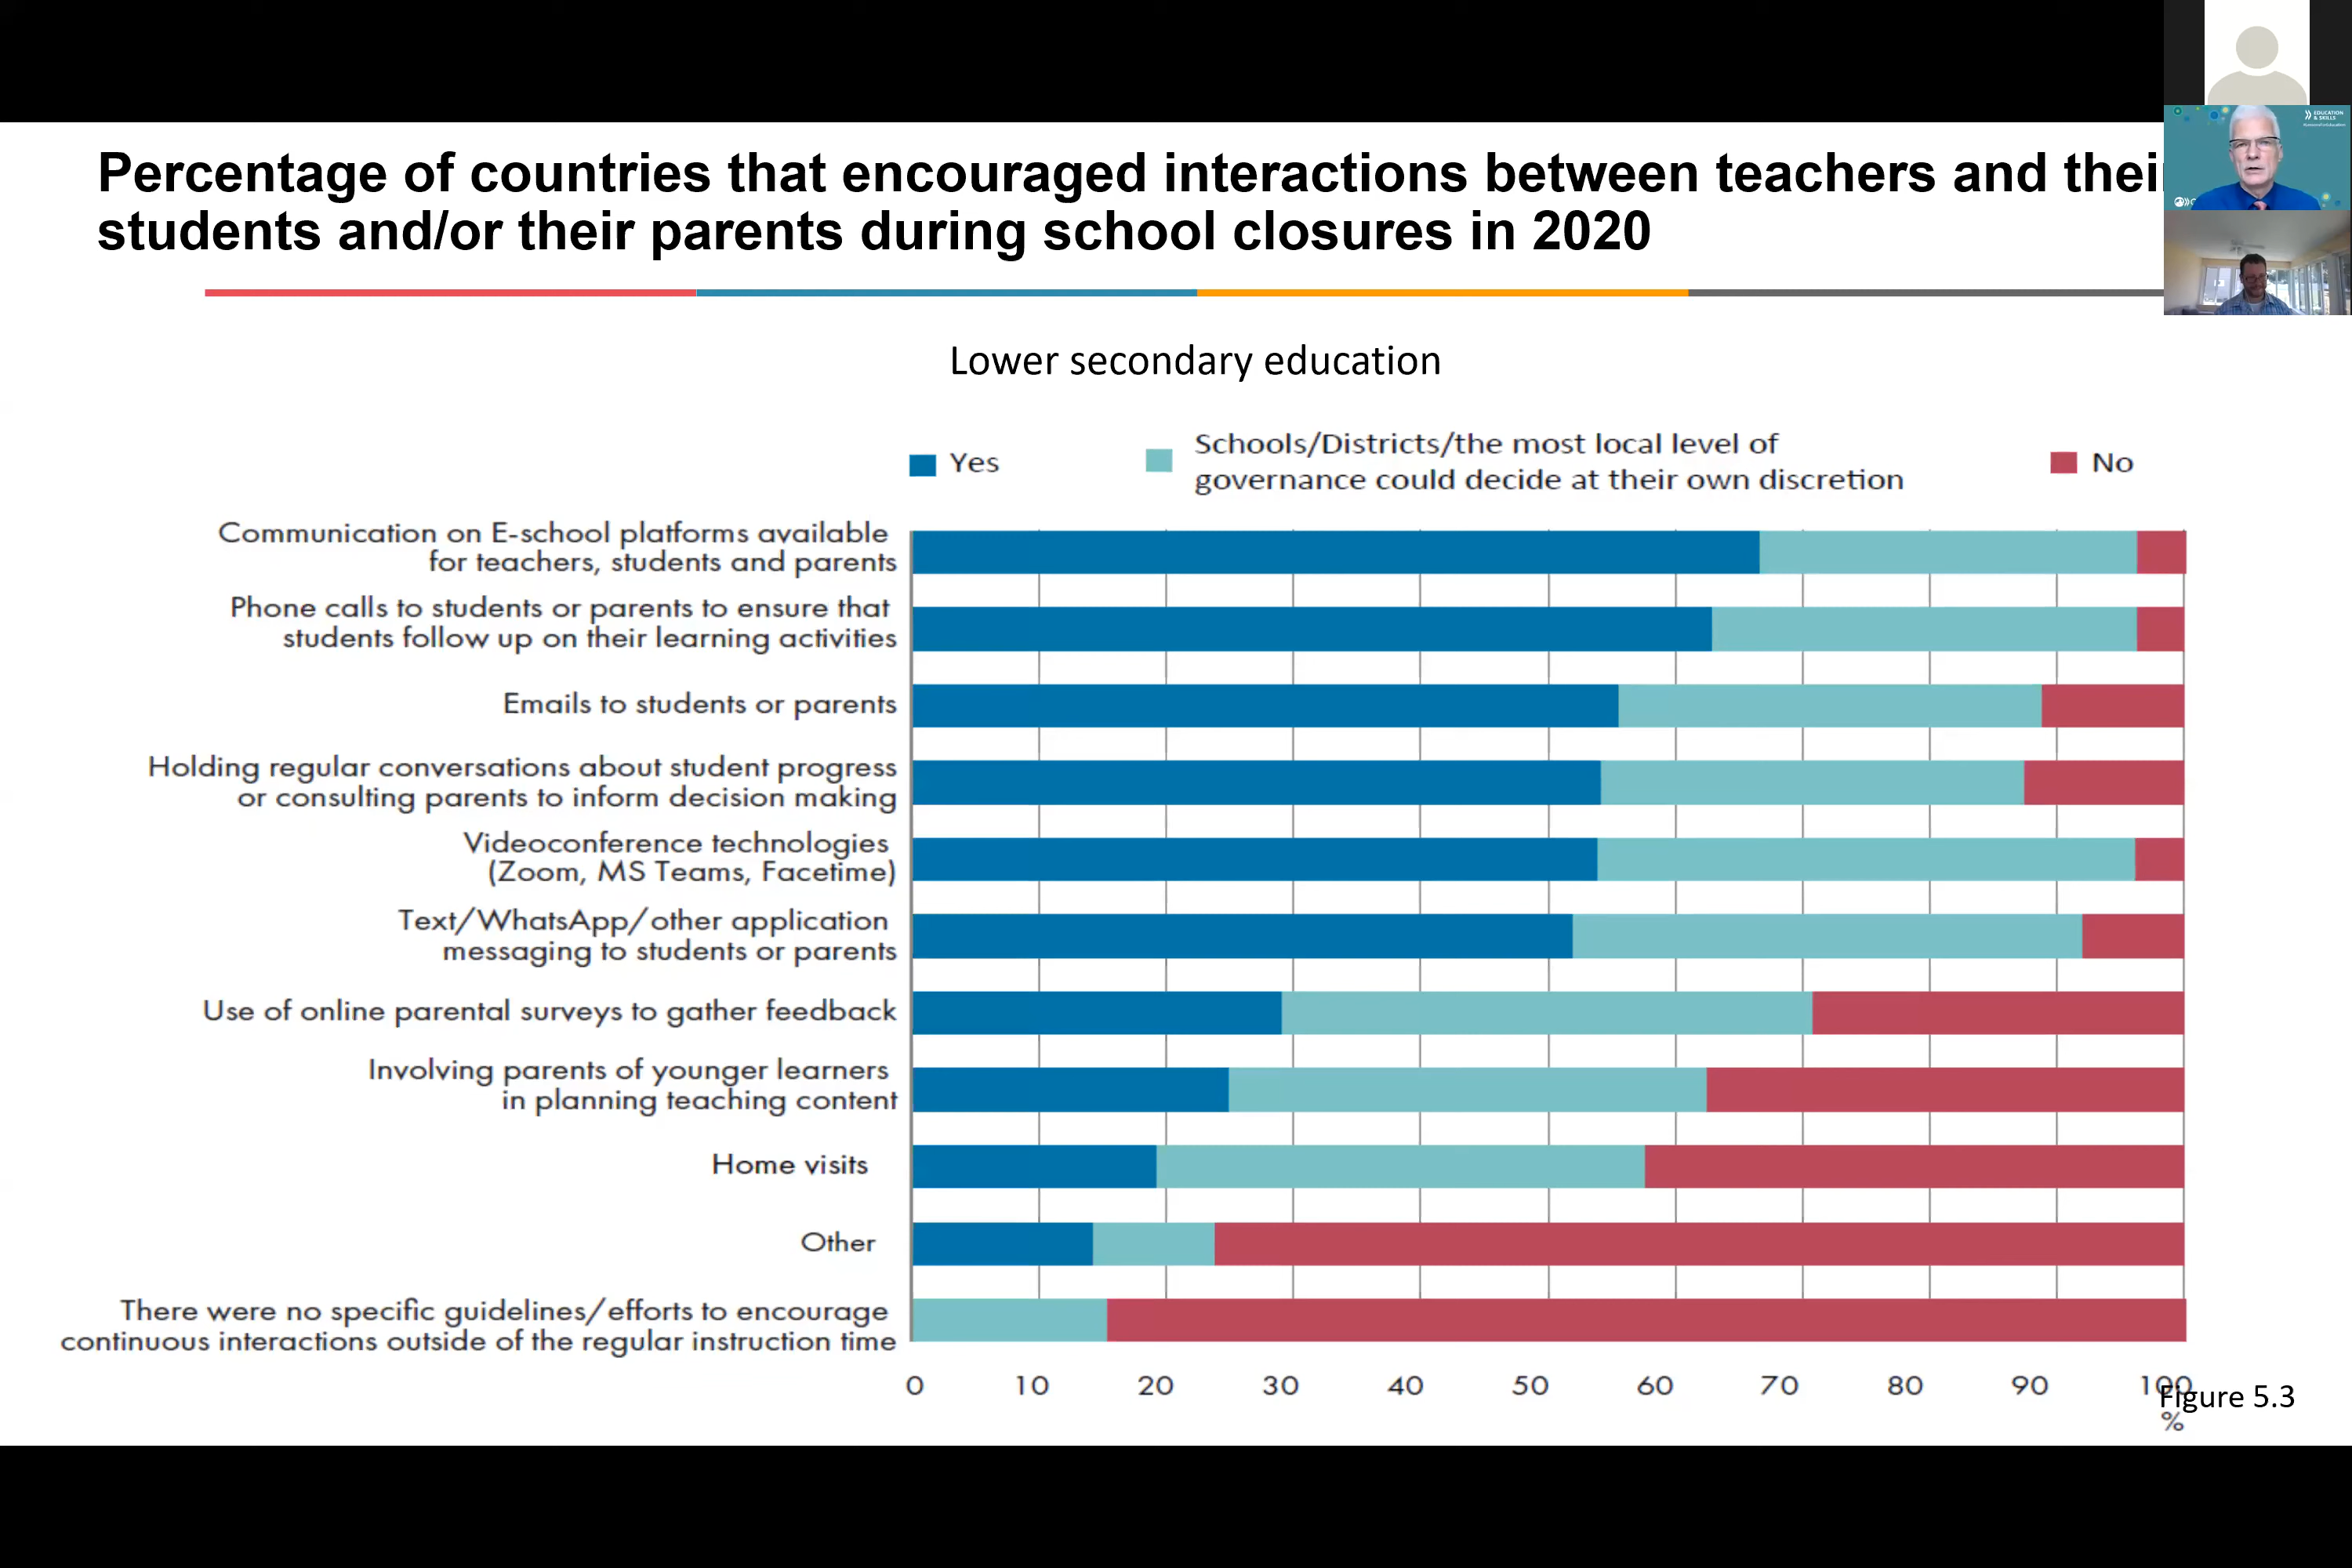 Percentage of countries that encouraged interactions between teachers and thei
students and/or their parents during school closures in 2020
EDUCATION
& SKILLS
Lower secondary education
Yes
Schools/Districts/the most local level of
governance could decide at their own discretion
No
Communication on E-school platforms available
for teachers, students and parents
Phone calls to students or parents to ensure that
students follow up on their learning activities
Emails to students or parents
Holding regular conversations about student progress
or consulting parents to inform decision making
Videoconference technologies
(Zoom, MS Teams, Facetime)
Text/WhatsApp/other application
messaging to students or parents
Use of online parental surveys to gather feedback
Involving parents of younger learners
in planning teaching content
Home visits
Other
There were no specific guidelines/efforts to encourage
continuous interactions outside of the regular instruction time
0 10 20 30 40 50 60 70 80 90 100
%
Figure 5.3